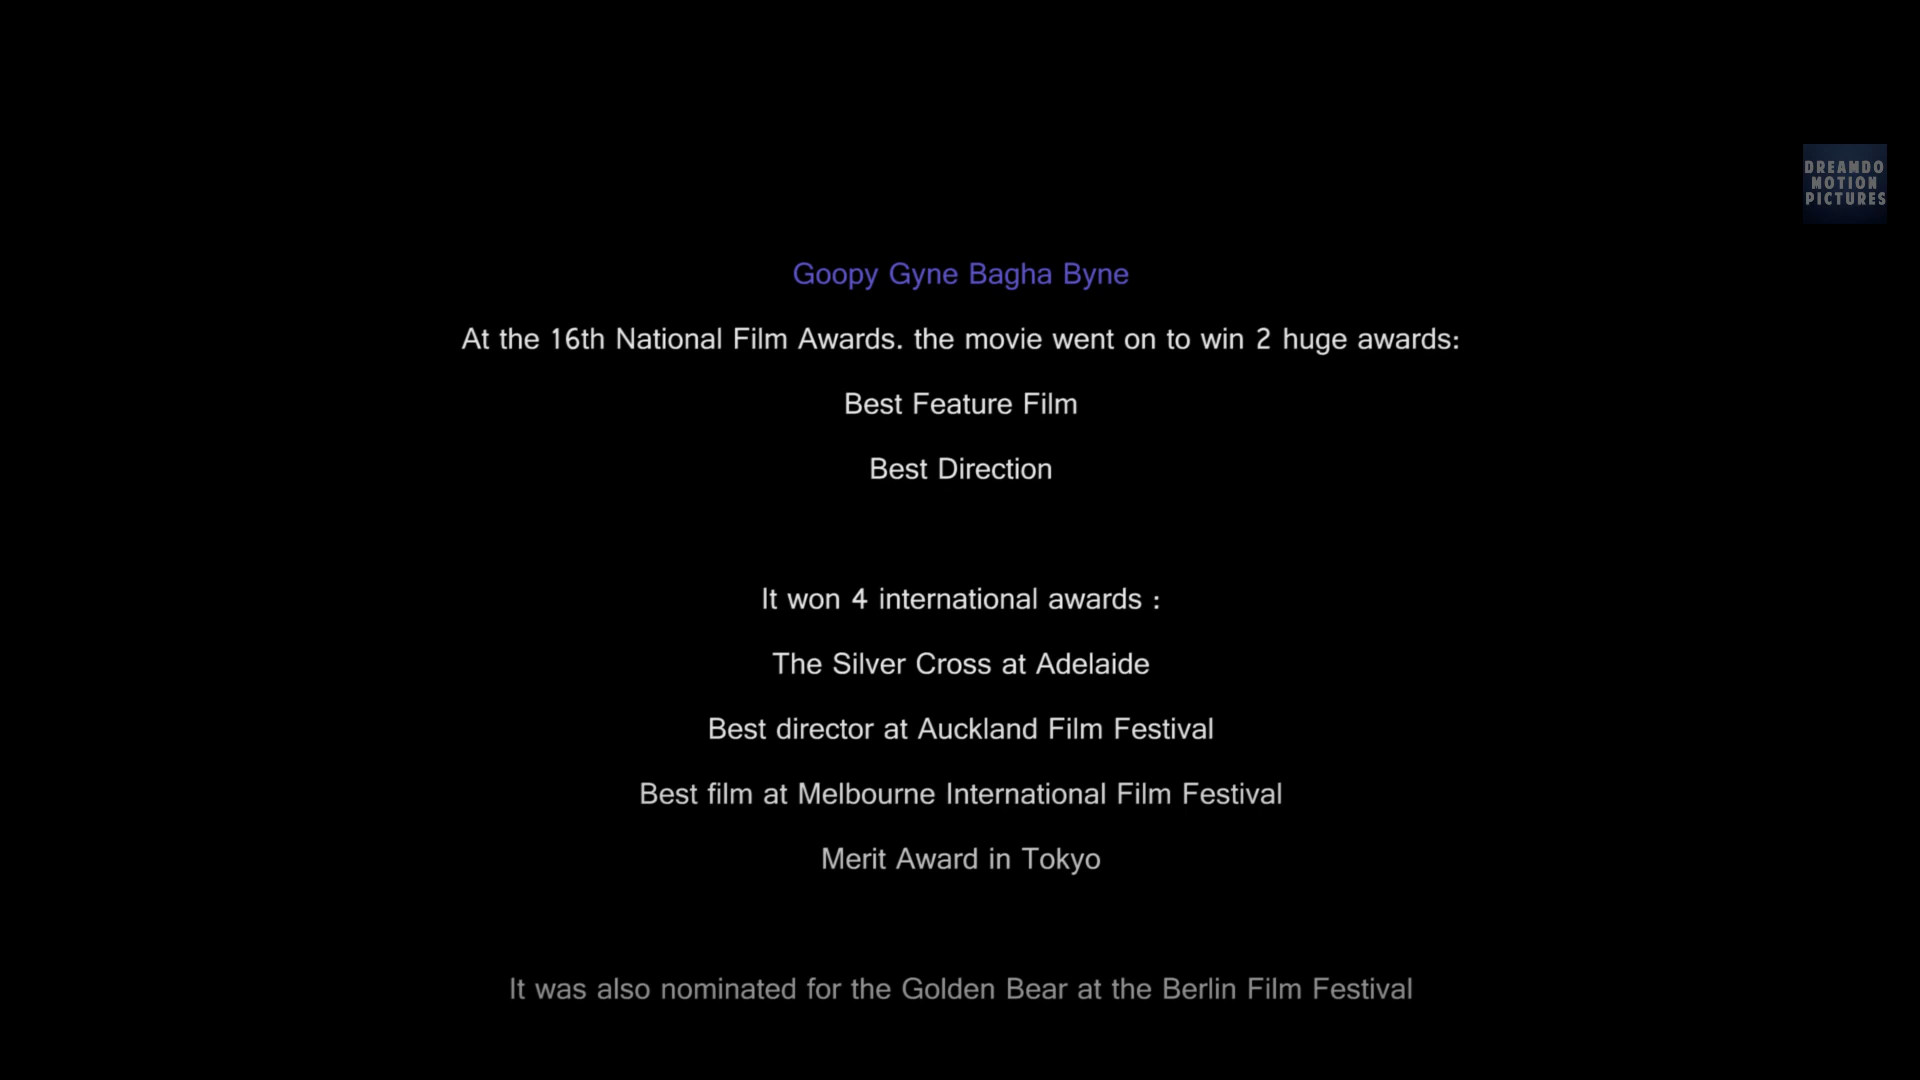 DREANDO
MOTION
PICTURES
Goopy Gyne Bagha Byne
At the 16th National Film Awards. the movie went on to win 2 huge awards:
Best Feature Film
Best Direction
It won 4 international awards :
The Silver Cross at Adelaide
Best director at Auckland Film Festival
Best film at Melbourne International Film Festival
Merit Award in Tokyo
It was also nominated for the Golden Bear at the Berlin Film Festival